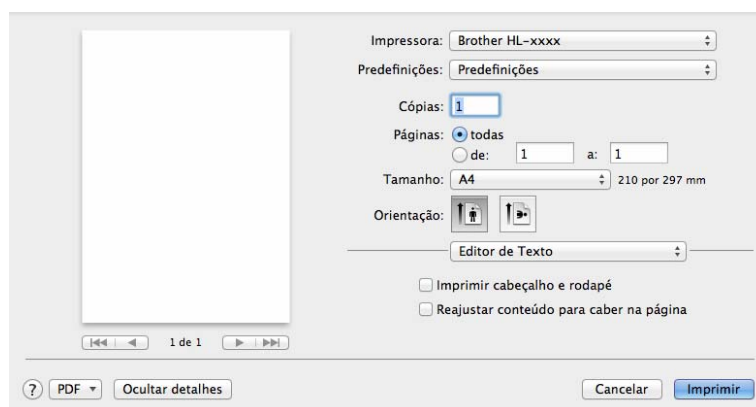 Impressora: Brother HL-xxxx
Predefinições: Predefinições
Cópias: 1
Páginas: todas
de: 1 a: 1
Tamanho: A4 210 por 297 mm
Orientação:
Editor de Texto
Imprimir cabeçalho e rodapé
Reajustar conteúdo para caber na página
1 de 1
? PDF Ocultar detalhes Cancelar Imprimir